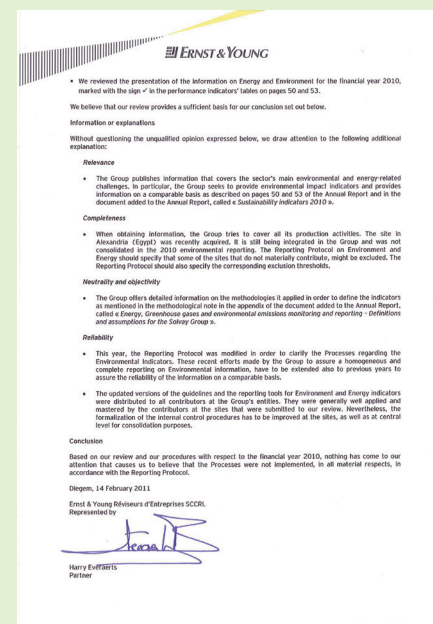 ERNST & YOUNG
• We reviewed the presentation of the information on Energy and Environment for the financial year 2010,
marked with the sign ✓ in the performance indicators' tables on pages 50 and 53.
We believe that our review provides a sufficient basis for our conclusion set out below.
Information or explanations
Without questioning the unqualified opinion expressed below, we draw attention to the following additional
explanation:
Relevance
• The Group publishes information that covers the sector's main environmental and energy-related
challenges. In particular, the Group seeks to provide environmental impact indicators and provides
information on a comparable basis as described on pages 50 and 53 of the Annual Report and in the
document added to the Annual Report, called « Sustainability indicators 2010 ».
Completeness
• When obtaining information, the Group tries to cover all its production activities. The site in
Alexandria (Egypt) was recently acquired. It is still being integrated in the Group and was not
consolidated in the 2010 environmental reporting. The Reporting Protocol on Environment and
Energy should specify that some of the sites that do not materially contribute, might be excluded. The
Reporting Protocol should also specify the corresponding exclusion thresholds.
Neutrality and objectivity
• The Group offers detailed information on the methodologies it applied in order to define the indicators
as mentioned in the methodological note in the appendix of the document added to the Annual Report,
called « Energy, Greenhouse gases and environmental emissions monitoring and reporting - Definitions
and assumptions for the Solvay Group ».
Reliability
• This year, the Reporting Protocol was modified in order to clarify the Processes regarding the
Environmental Indicators. These recent efforts made by the Group to assure a homogeneous and
complete reporting on Environmental information, have to be extended also to previous years to
assure the reliability of the information on a comparable basis.
• The updated versions of the guidelines and the reporting tools for Environment and Energy indicators
were distributed to all contributors at the Group's entities. They were generally well applied and
mastered by the contributors at the sites that were submitted to our review. Nevertheless, the
formalization of the internal control procedures has to be improved at the sites, as well as at central
level for consolidation purposes.
Conclusion
Based on our review and our procedures with respect to the financial year 2010, nothing has come to our
attention that causes us to believe that the Processes were not implemented, in all material respects, in
accordance with the Reporting Protocol.
Diegem, 14 February 2011
Ernst & Young Réviseurs d'Entreprises SCCRL
Represented by
Harry Everaerts
Partner